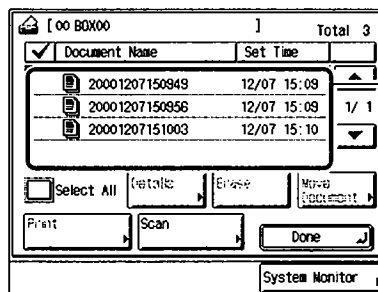 [ 00 BOX00 ] Total 3
Document Name Set Time
20001207150949 12/07 15:09
20001207150956 12/07 15:09
20001207151003 12/07 15:10
1/ 1
Select All Details Erase Move Document
Print Scan Done
System Monitor